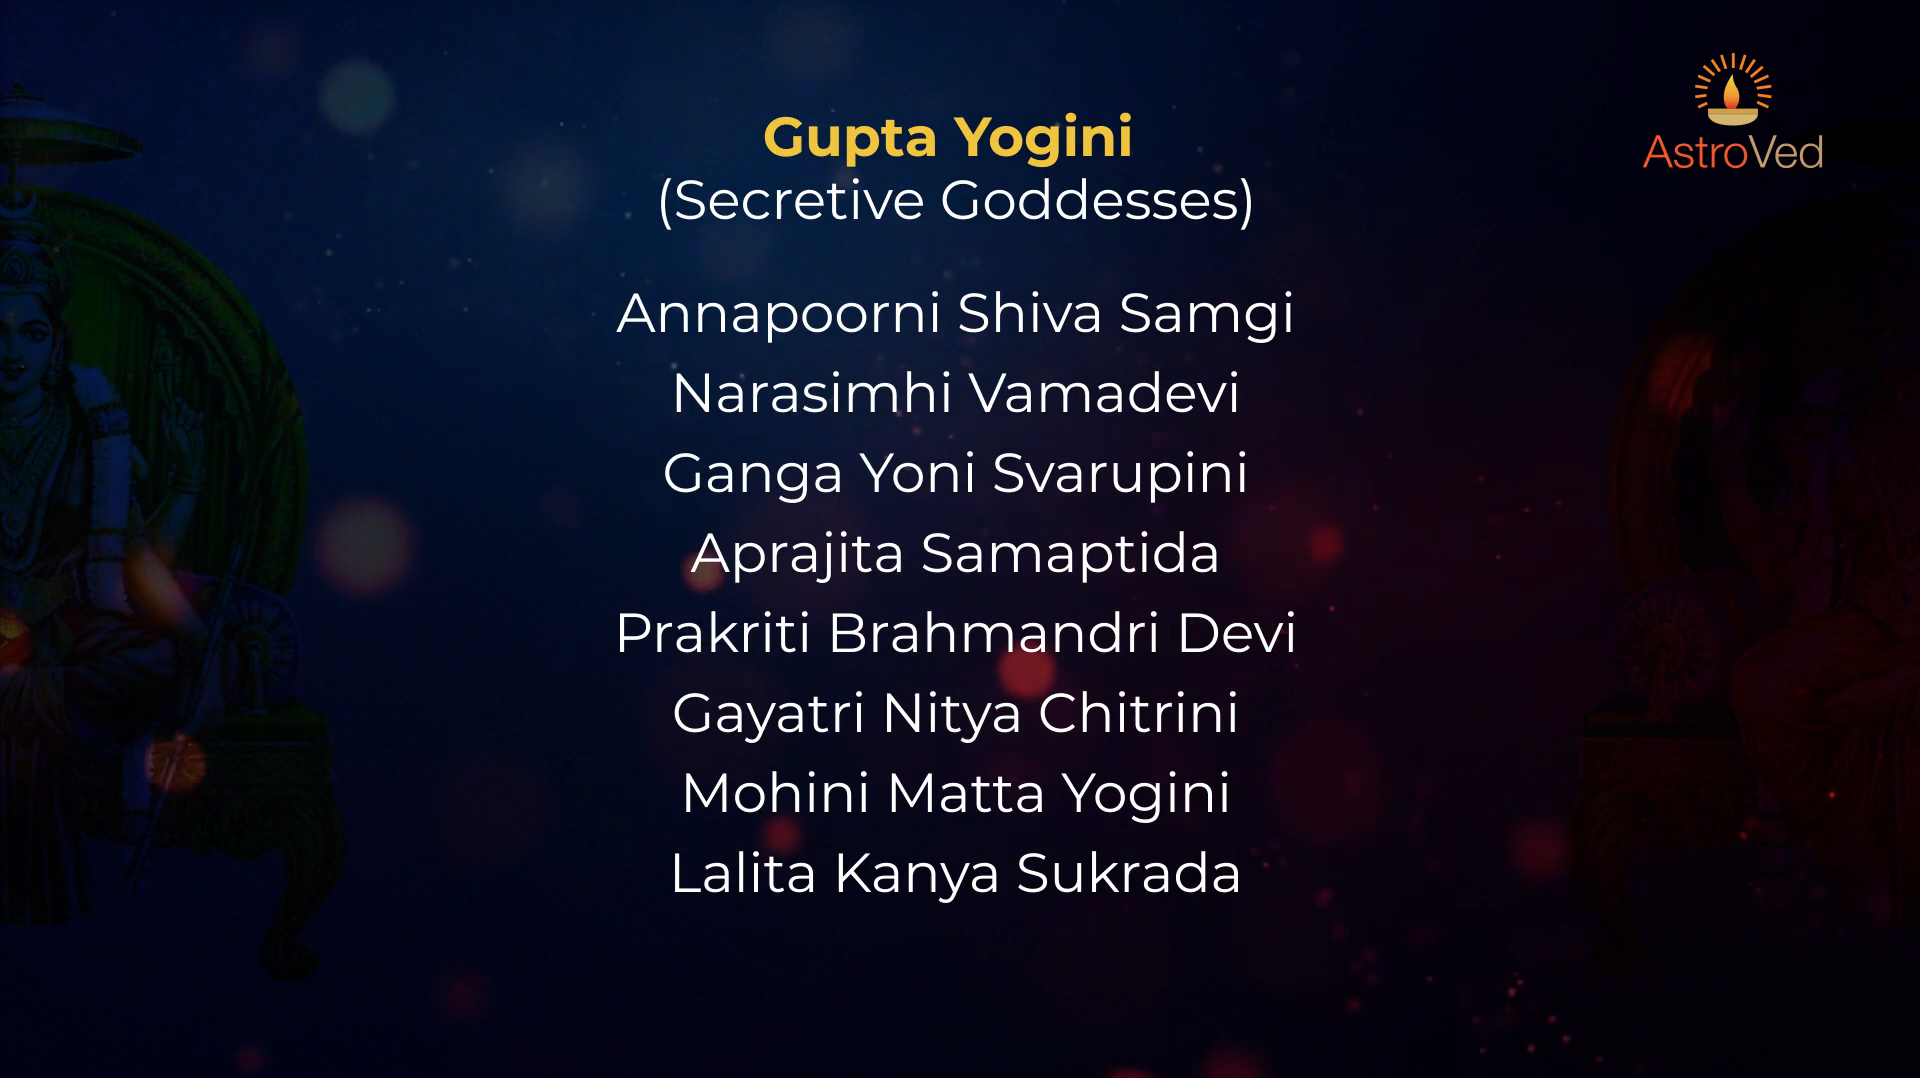 Gupta Yogini
(Secretive Goddesses)
Annapoorni Shiva Samgi
Narasimhi Vamadevi
Ganga Yoni Svarupini
Aprajita Samaptida
Prakriti Brahmandri Devi
Gayatri Nitya Chitrini
Mohini Matta Yogini
Lalita Kanya Sukrada
AstroVed